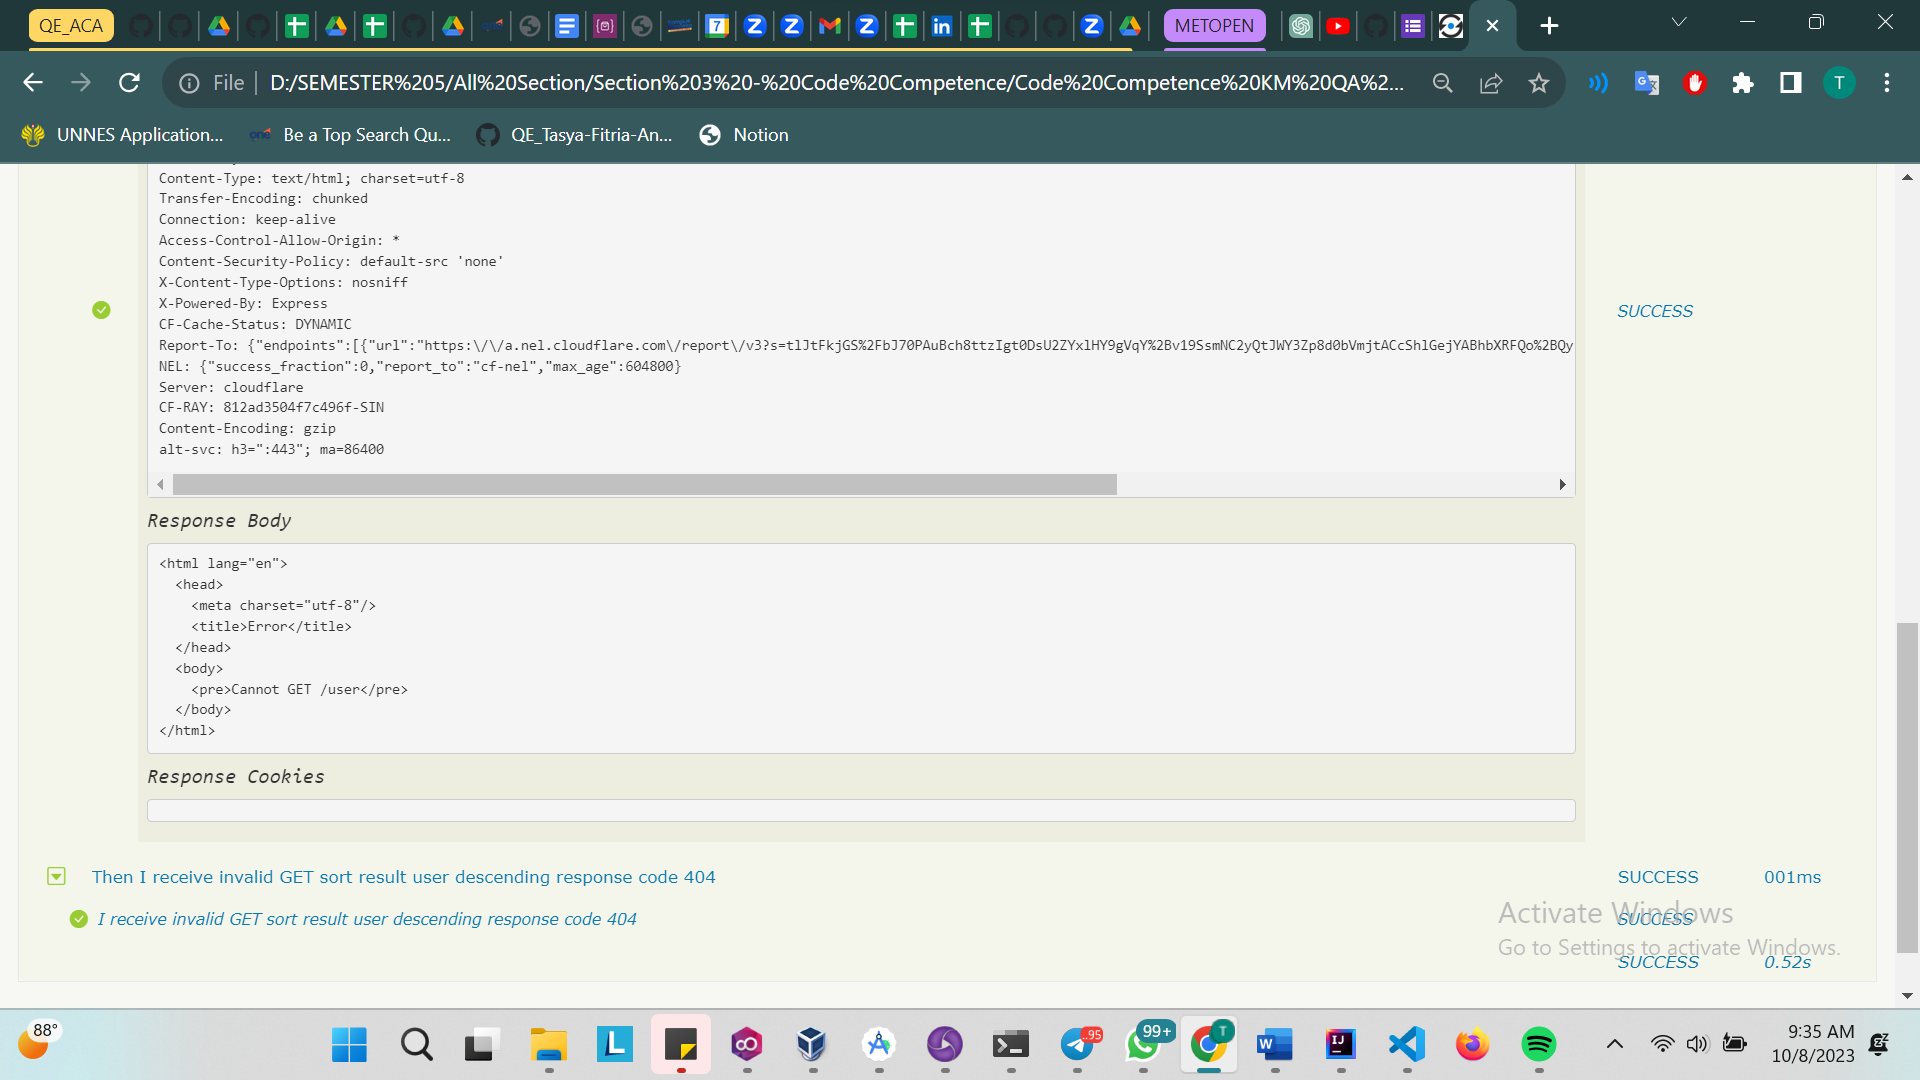 QE_ACA
METOPEN
File
D:/SEMESTER%205/All%20Section/Section%203%20-%20Code%20Competence/Code%20Competence%20KM%20QA%2...
UNNES Application...
Be a Top Search Qu...
QE_Tasya-Fitria-An...
Notion
Content-Type: text/html; charset=utf-8
Transfer-Encoding: chunked
Connection: keep-alive
Access-Control-Allow-Origin: *
Content-Security-Policy: default-src 'none'
X-Content-Type-Options: nosniff
X-Powered-By: Express
SUCCESS
CF-Cache-Status: DYNAMIC
Report-To: {"endpoints":[{"url":"https:\/\/a.nel.cloudflare.com\/report\/v3?s=tlJtFkjGS%2FbJ70PAuBch8ttzIgt0DsU2ZYxlHY9gVqY%2Bv19SsmNC2yQtJWY3Zp8d0bVmjtACcShlGejYABhbXRFQo%2BQy
NEL: {"success_fraction":0,"report_to":"cf-nel","max_age":604800}
Server: cloudflare
CF-RAY: 812ad3504f7c496f-SIN
Content-Encoding: gzip
alt-svc: h3=":443"; ma=86400
Response Body
<html lang="en">
  <head>
    <meta charset="utf-8"/>
    <title>Error</title>
  </head>
  <body>
    <pre>Cannot GET /user</pre>
  </body>
</html>
Response Cookies
Then I receive invalid GET sort result user descending response code 404 SUCCESS 001ms
I receive invalid GET sort result user descending response code 404 SUCCESS
Activate Windows
Go to Settings to activate Windows.
SUCCESS 0.52s
88°
95
99+
T
9:35 AM
10/8/2023